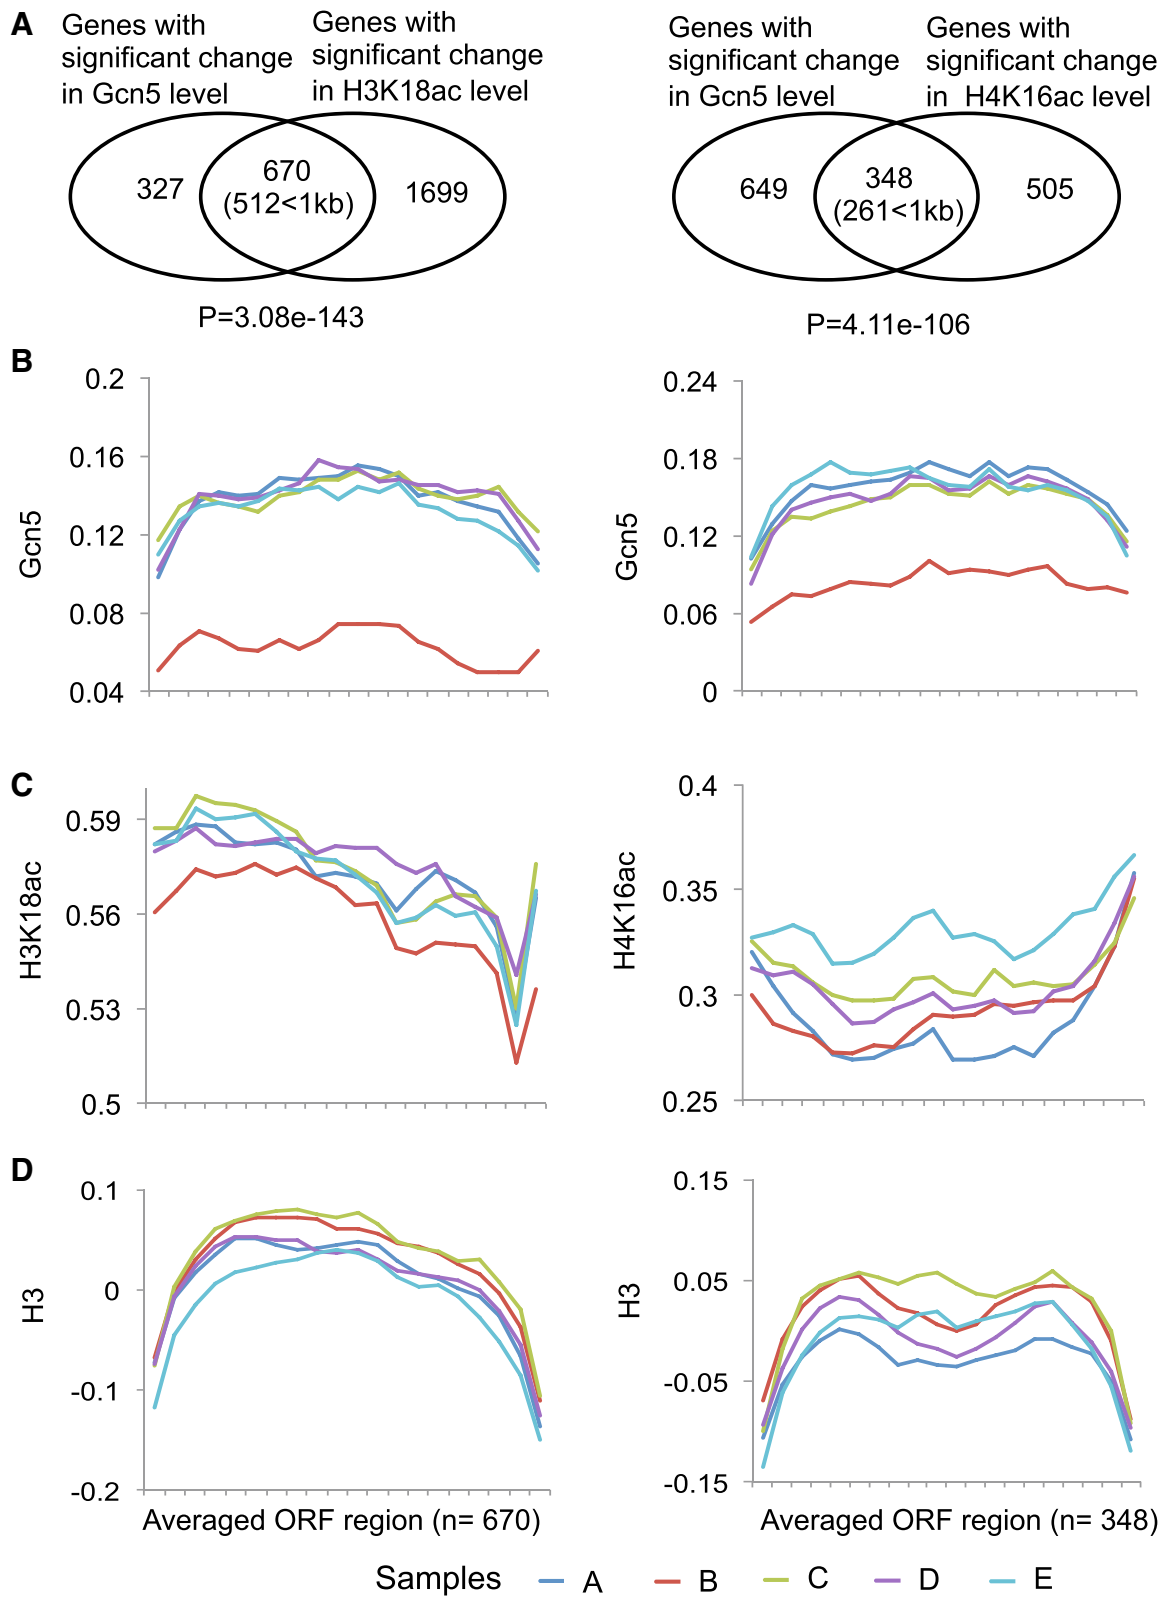 A
Genes with
significant change
in Gcn5 level
Genes with
significant change
in H3K18ac level
327
670
(512<1kb)
1699
P=3.08e-143
Genes with
significant change
in Gcn5 level
Genes with
significant change
in H4K16ac level
649
348
(261<1kb)
505
P=4.11e-106
B
Gcn5
0.2
0.16
0.12
0.08
0.04
Gcn5
0.24
0.18
0.12
0.06
0
C
H3K18ac
0.59
0.56
0.53
0.5
H4K16ac
0.4
0.35
0.3
0.25
D
H3
0.1
0
-0.1
-0.2
Averaged ORF region (n= 670)
H3
0.15
0.05
-0.05
-0.15
Averaged ORF region (n= 348)
Samples A B C D E